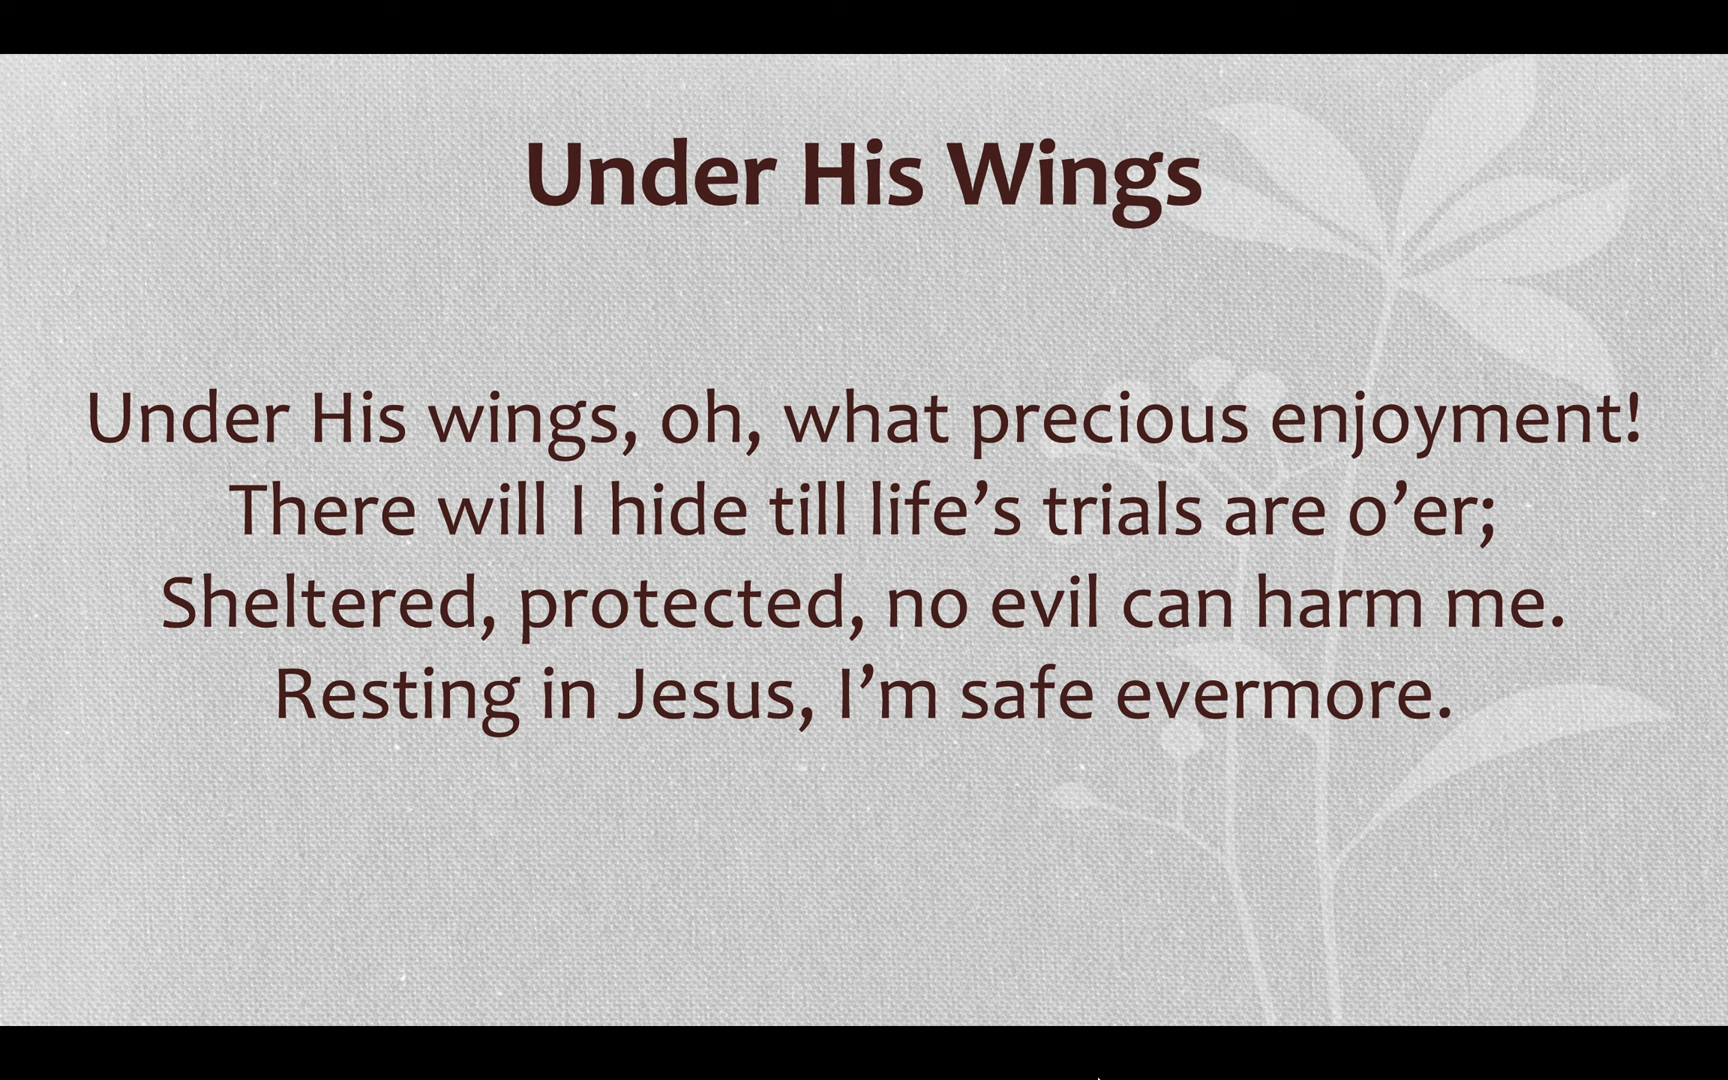 Under His Wings
Under His wings, oh, what precious enjoyment!
There will I hide till life’s trials are o’er;
Sheltered, protected, no evil can harm me.
Resting in Jesus, I’m safe evermore.